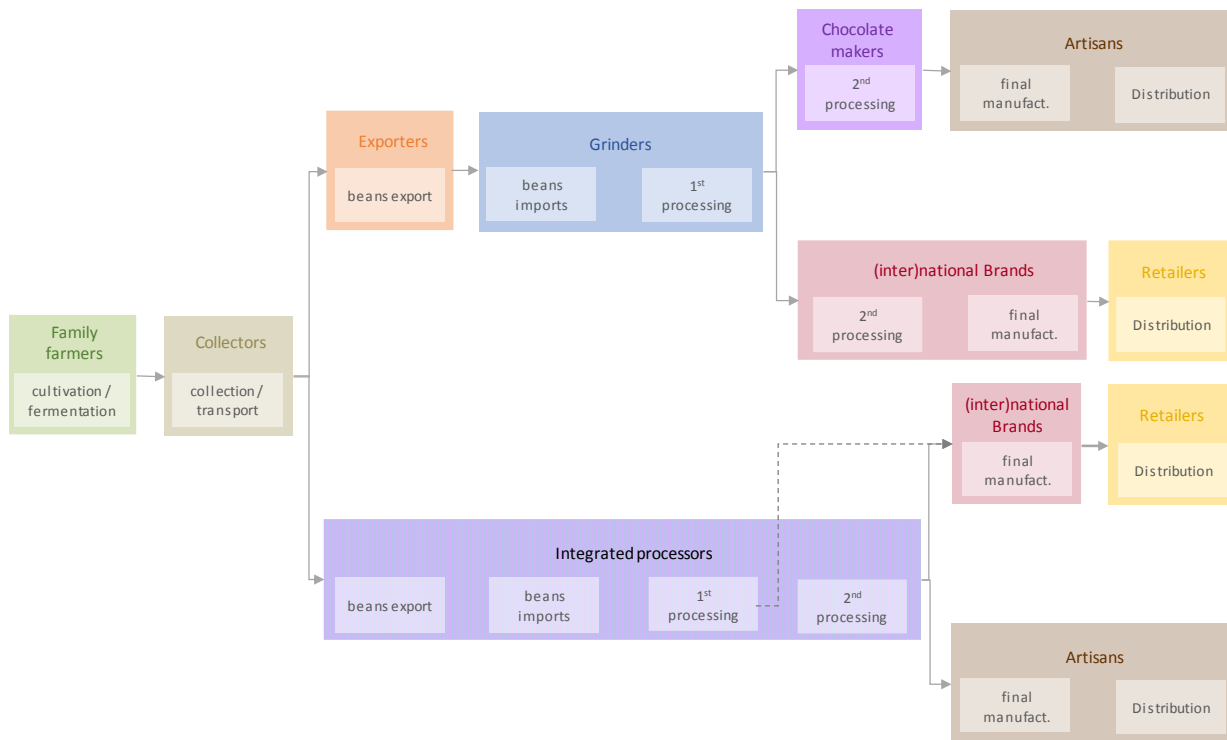 Chocolate
makers
2nd
processing
Artisans
final
manufact.
Distribution
Exporters
beans export
Grinders
beans
imports
1st
processing
(inter)national Brands
2nd
processing
final
manufact.
Retailers
Distribution
Family
farmers
cultivation /
fermentation
Collectors
collection/
transport
(inter)national
Brands
final
manufact.
Retailers
Distribution
Integrated processors
beans export
beans
imports
1st
processing
2nd
processing
Artisans
final
manufact.
Distribution